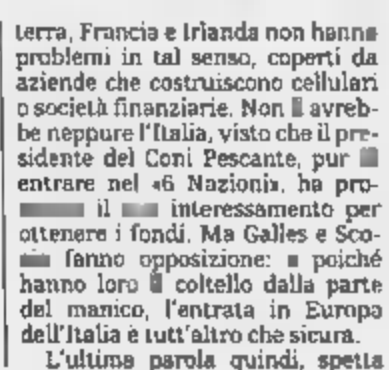 terra, Francia e Irlanda non hanno
problemi in tal senso, coperti da
aziende che costruiscono cellulari
o società finanziarie. Non avreb-
be neppure l'Italia, visto che il pre-
sidente del Coni Pescante, pur
entrare nel «6 Nazioni», ha pro-
il interessamento per
ottenere i fondi. Ma Galles e Sco-
fanno opposizione: poiché
hanno loro coltello dalla parte
del manico, l'entrata in Europa
dell'Italia è tutt'altro che sicura.
L'ultima parola quindi, spetta